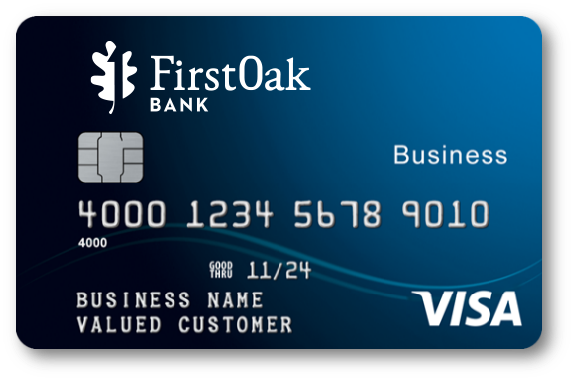 FirstOak
BANK
Business
4000 1234 5678 9010
4000
GOOD THRU 11/24
BUSINESS NAME
VALUED CUSTOMER
VISA